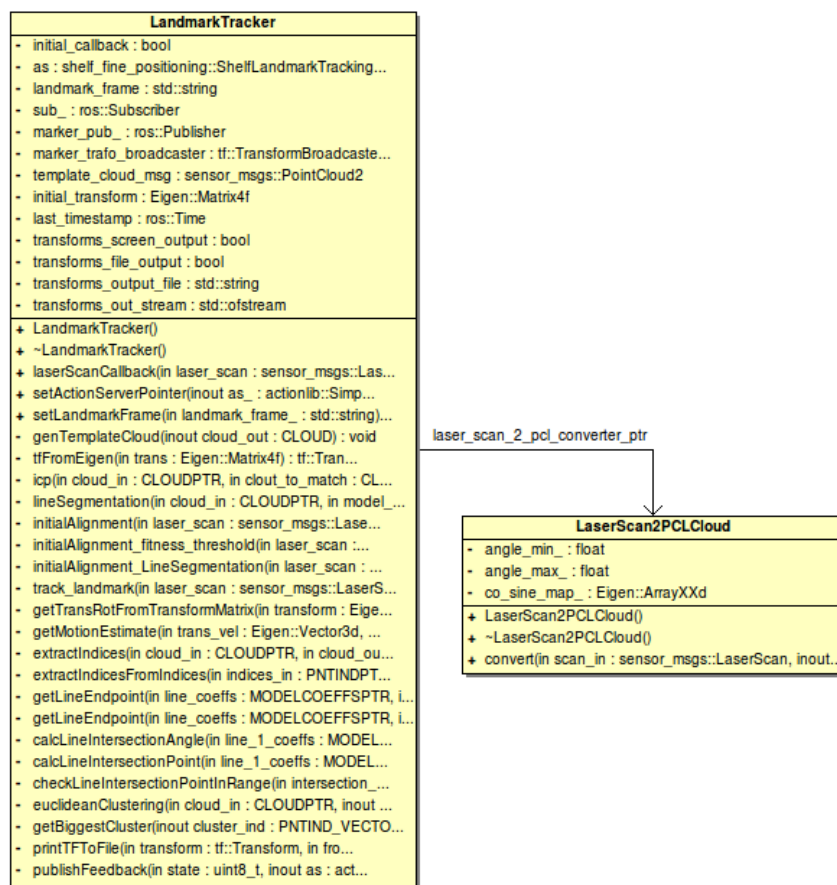 LandmarkTracker
- initial_callback : bool
- as : shelf_fine_positioning::ShelfLandmarkTracking...
- landmark_frame : std::string
- sub_ : ros::Subscriber
- marker_pub_ : ros::Publisher
- marker_trafo_broadcaster : tf::TransformBroadcaste...
- template_cloud_msg : sensor_msgs::PointCloud2
- initial_transform : Eigen::Matrix4f
- last_timestamp : ros::Time
- transforms_screen_output : bool
- transforms_file_output : bool
- transforms_output_file : std::string
- transforms_out_stream : std::ofstream
+ LandmarkTracker()
+ ~LandmarkTracker()
+ laserScanCallback(in laser_scan : sensor_msgs::Las...
+ setActionServerPointer(inout as_ : actionlib::Simp...
+ setLandmarkFrame(in landmark_frame_ : std::string)...
- genTemplateCloud(inout cloud_out : CLOUD) : void
- tfFromEigen(in trans : Eigen::Matrix4f) : tf::Tran...
- icp(in cloud_in : CLOUDPTR, in clout_to_match : CL...
- lineSegmentation(in cloud_in : CLOUDPTR, in model_...
- initialAlignment(in laser_scan : sensor_msgs::Lase...
- initialAlignment_fitness_threshold(in laser_scan :...
- initialAlignment_LineSegmentation(in laser_scan : ...
- track_landmark(in laser_scan : sensor_msgs::LaserS...
- getTransRotFromTransformMatrix(in transform : Eige...
- getMotionEstimate(in trans_vel : Eigen::Vector3d, ...
- extractIndices(in cloud_in : CLOUDPTR, in cloud_ou...
- extractIndicesFromIndices(in indices_in : PNTINDPT...
- getLineEndpoint(in line_coeffs : MODELCOEFFSPTR, i...
- getLineEndpoint(in line_coeffs : MODELCOEFFSPTR, i...
- calcLineIntersectionAngle(in line_1_coeffs : MODEL...
- calcLineIntersectionPoint(in line_1_coeffs : MODEL...
- checkLineIntersectionPointInRange(in intersection_...
- euclideanClustering(in cloud_in : CLOUDPTR, inout ...
- getBiggestCluster(inout cluster_ind : PNTIND_VECTO...
- printTFToFile(in transform : tf::Transform, in fro...
- publishFeedback(in state : uint8_t, inout as : act...
laser_scan_2_pcl_converter_ptr
LaserScan2PCLCloud
- angle_min_ : float
- angle_max_ : float
- co_sine_map_ : Eigen::ArrayXXd
+ LaserScan2PCLCloud()
+ ~LaserScan2PCLCloud()
+ convert(in scan_in : sensor_msgs::LaserScan, inout...